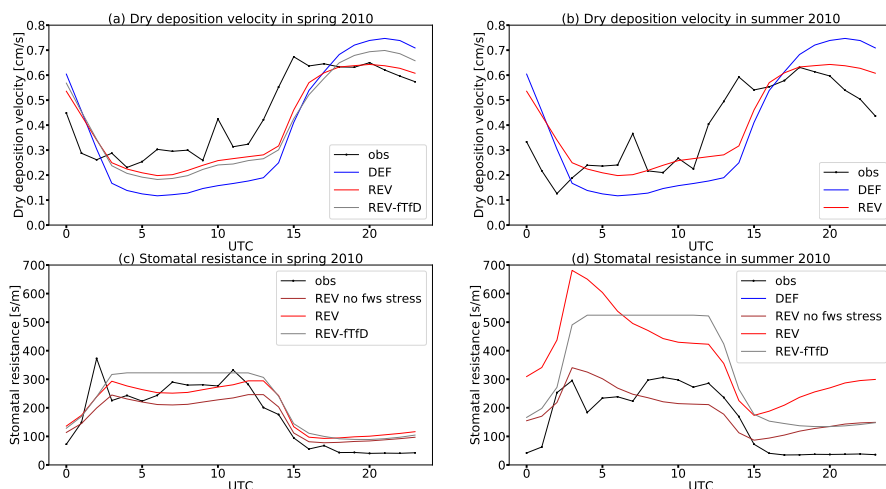 (a) Dry deposition velocity in spring 2010
Dry deposition velocity [cm/s]
0.8
0.7
0.6
0.5
0.4
0.3
0.2
0.1
0.0
0 5 10 15 20
UTC
obs
DEF
REV
REV-fTfD
(b) Dry deposition velocity in summer 2010
Dry deposition velocity [cm/s]
0.8
0.7
0.6
0.5
0.4
0.3
0.2
0.1
0.0
0 5 10 15 20
UTC
obs
DEF
REV
(c) Stomatal resistance in spring 2010
Stomatal resistance [s/m]
700
600
500
400
300
200
100
0
0 5 10 15 20
UTC
obs
REV no fws stress
REV
REV-fTfD
(d) Stomatal resistance in summer 2010
Stomatal resistance [s/m]
700
600
500
400
300
200
100
0
0 5 10 15 20
UTC
obs
DEF
REV no fws stress
REV
REV-fTfD